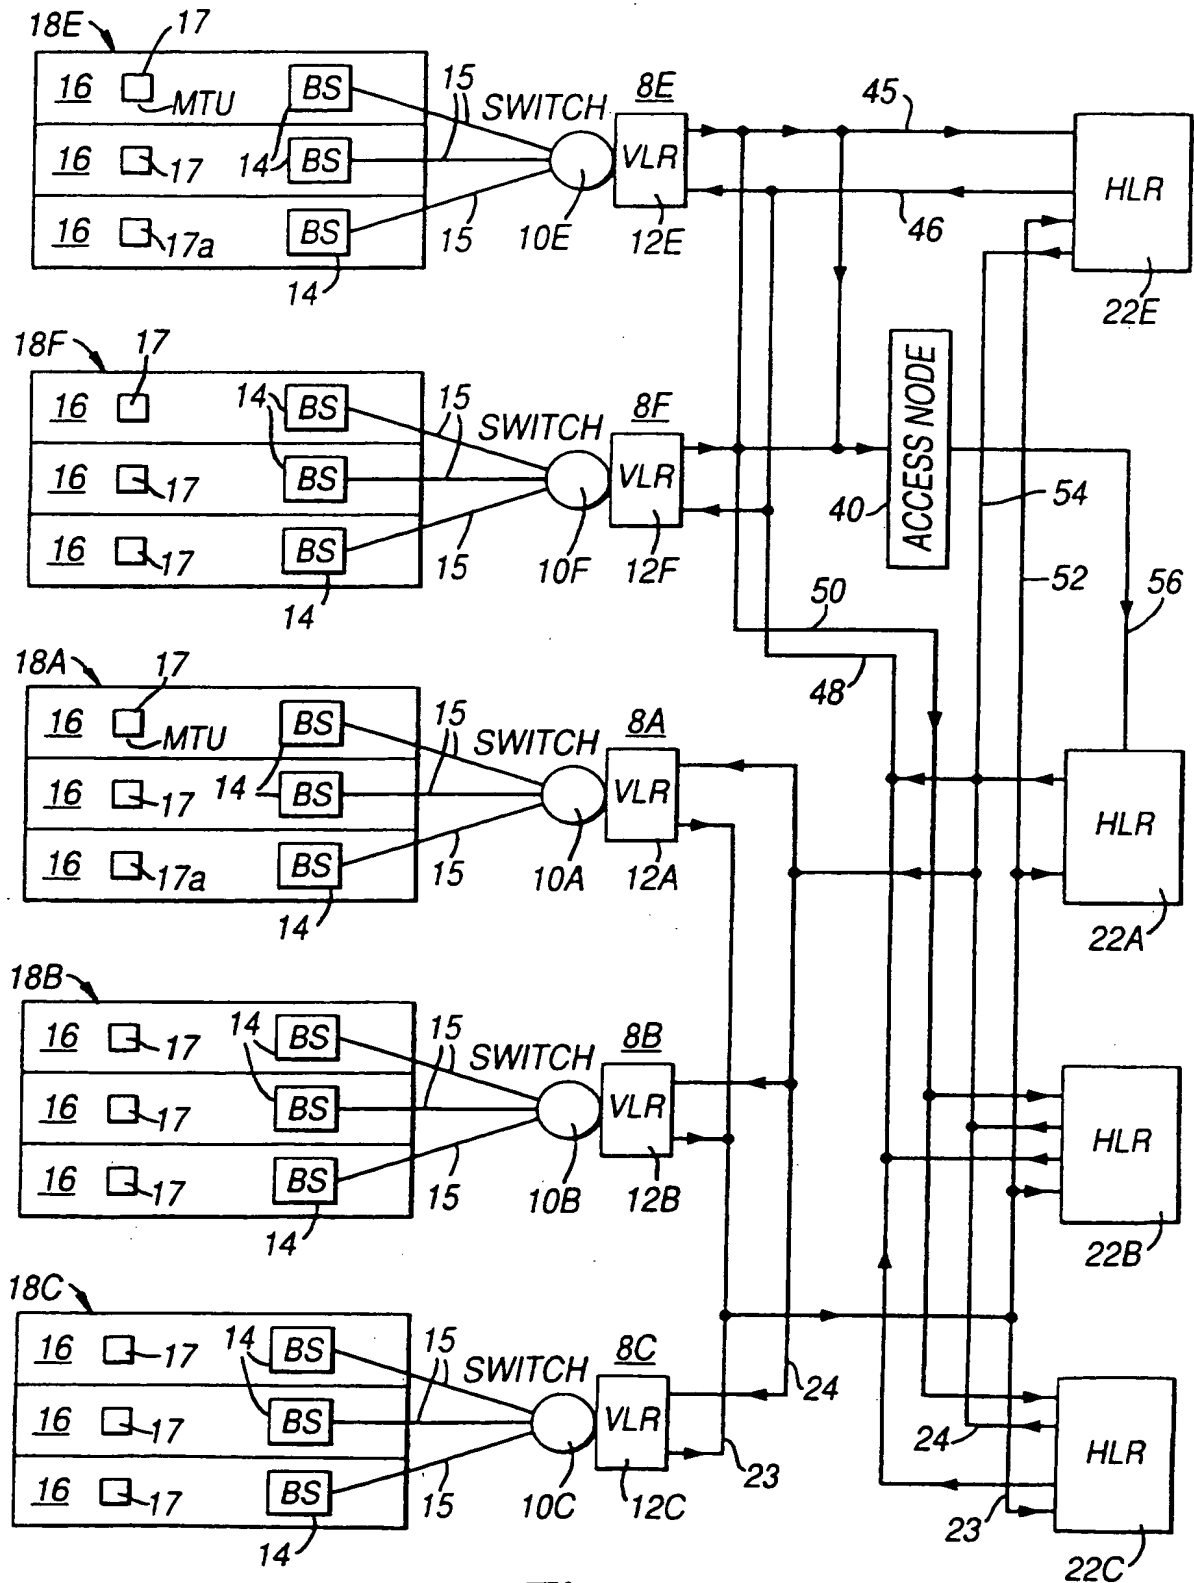 18E 17
16 MTU BS 15 SWITCH 8E 45
16 17 14 BS VLR HLR
16 17a BS 15 10E 12E 46
14 22E
18F 17
16 14 BS 15 SWITCH 8F ACCESS NODE
16 17 BS VLR 40 54
16 17 BS 15 10F 12F 52
14 50 56
18A 17 48
16 MTU BS 15 SWITCH 8A
16 17 14 BS VLR HLR
16 17a BS 15 10A 12A
14 22A
18B
16 17 14 BS 15 SWITCH 8B
16 17 BS VLR HLR
16 17 BS 15 10B 12B
14 22B
18C
16 17 14 BS 15 SWITCH 8C 24
16 17 BS VLR 24 HLR
16 17 BS 15 10C 12C 23 23
14 22C